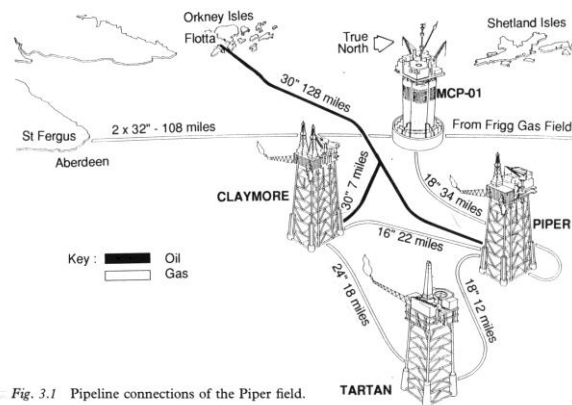 Orkney Isles
Flotta
True
North
Shetland Isles
30" 128 miles
MCP-01
St Fergus
2 x 32" - 108 miles
From Frigg Gas Field
Aberdeen
CLAYMORE
30" 7 miles
18" 34 miles
PIPER
16" 22 miles
Key :
Oil
Gas
24" 18 miles
18" 12 miles
TARTAN
Fig. 3.1 Pipeline connections of the Piper field.